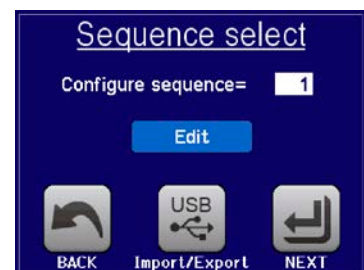 Sequence select
Configure sequence= 1
Edit
USB
BACK Import/Export NEXT